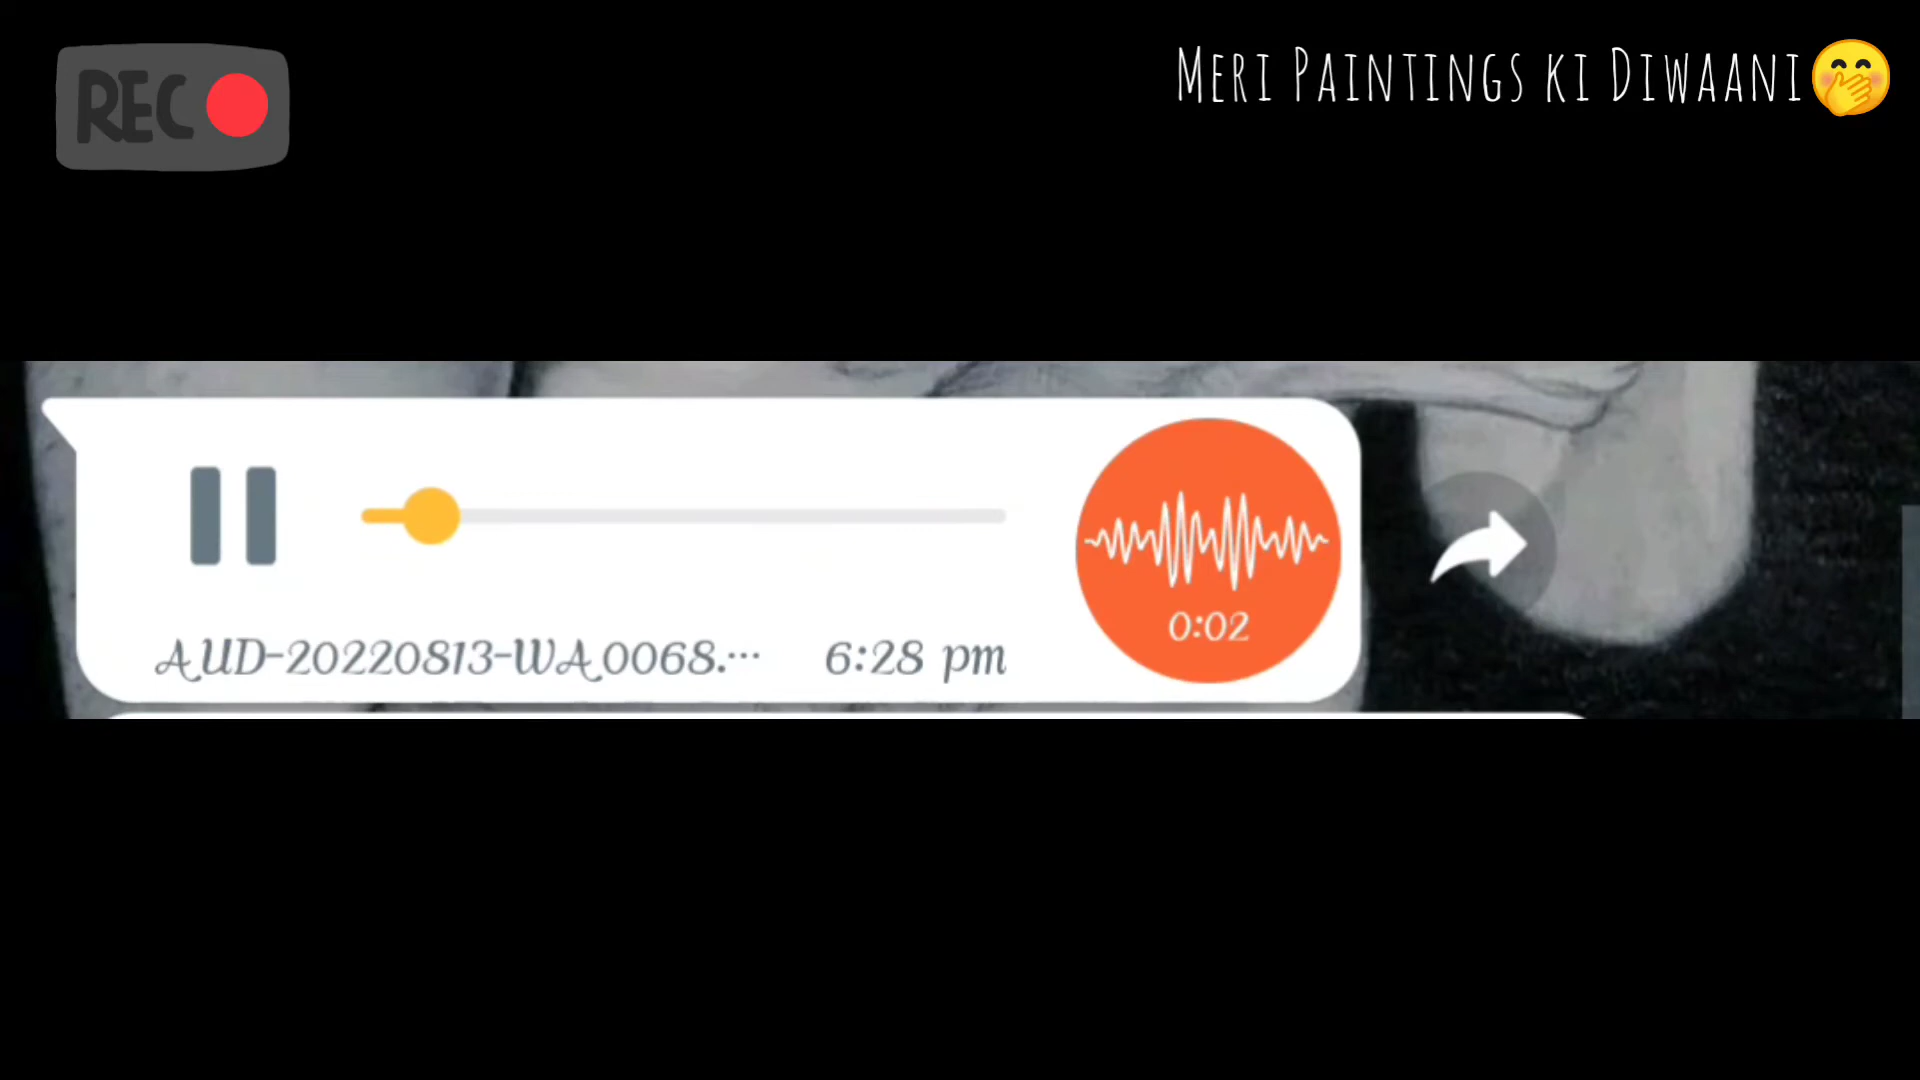 REC
MERI PAINTINGS KI DIWAANI🤭
0:02
AUD-20220813-WA0068.... 6:28 pm